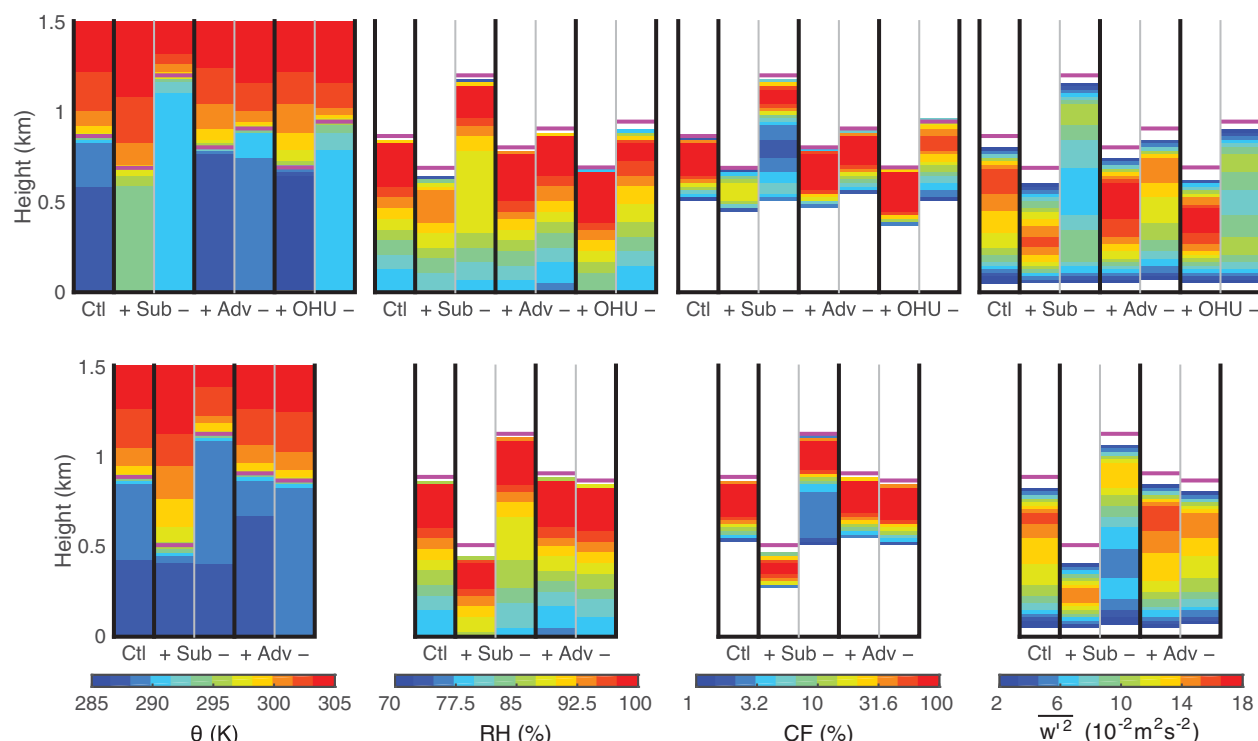 1.5
1
0.5
0
Height (km)
Ctl + Sub − + Adv − + OHU −
Ctl + Sub − + Adv − + OHU −
Ctl + Sub − + Adv − + OHU −
Ctl + Sub − + Adv − + OHU −
1.5
1
0.5
0
Height (km)
Ctl + Sub − + Adv −
Ctl + Sub − + Adv −
Ctl + Sub − + Adv −
Ctl + Sub − + Adv −
285 290 295 300 305
θ (K)
70 77.5 85 92.5 100
RH (%)
1 3.2 10 31.6 100
CF (%)
2 6 10 14 18
w'² (10⁻²m²s⁻²)